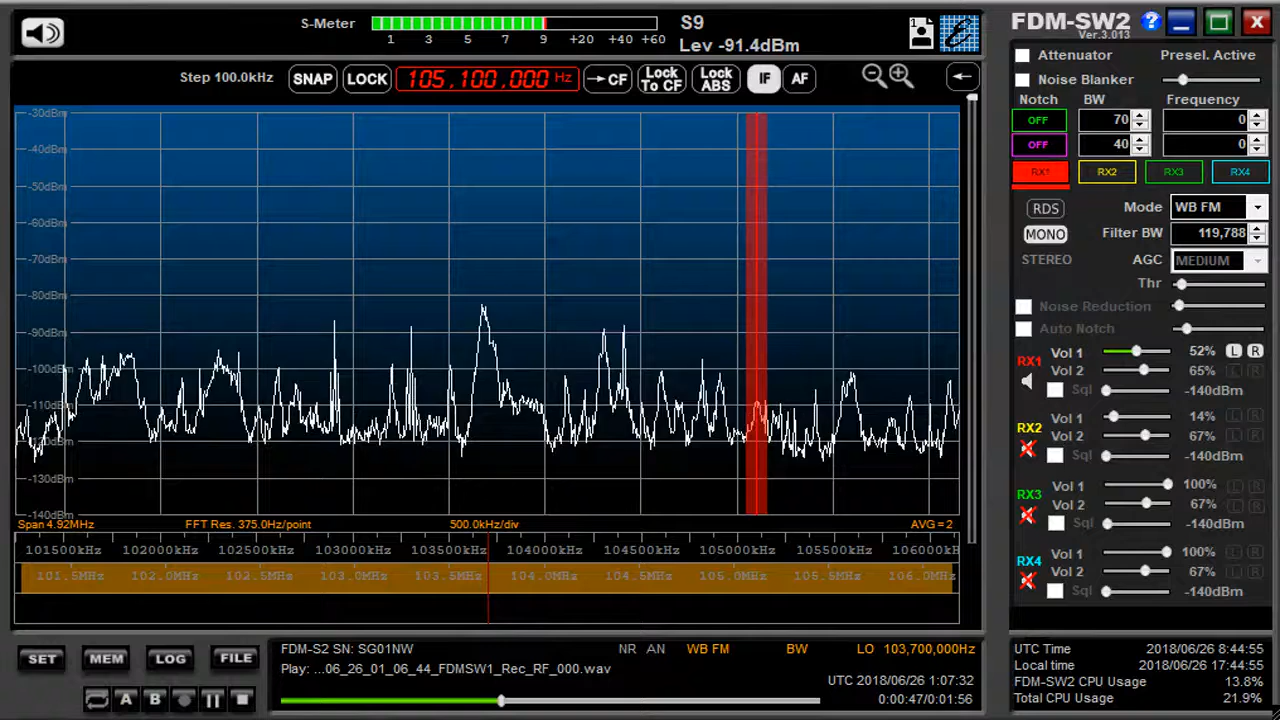 S-Meter
1 3 5 7 9 +20 +40 +60
S9
Lev -91.4dBm
FDM-SW2
Ver.3.013
?
X
Step 100.0kHz
SNAP
LOCK
105,100,000 Hz
→CF
Lock To CF
Lock ABS
IF
AF
-30dBm
-40dBm
-50dBm
-60dBm
-70dBm
-80dBm
-90dBm
-100dBm
-110dBm
-120dBm
-130dBm
-140dBm
Span 4.92MHz FFT Res. 375.0Hz/point 500.0kHz/div AVG=2
101500kHz 102000kHz 102500kHz 103000kHz 103500kHz 104000kHz 104500kHz 105000kHz 105500kHz 106000kH
101.5MHz 102.0MHz 102.5MHz 103.0MHz 103.5MHz 104.0MHz 104.5MHz 105.0MHz 105.5MHz 106.0MHz
Attenuator Presel. Active
Noise Blanker
Notch BW Frequency
OFF 70 0
OFF 40 0
RX1 RX2 RX3 RX4
RDS Mode WB FM
MONO Filter BW 119,788
STEREO AGC MEDIUM
Thr
Noise Reduction
Auto Notch
RX1
Vol 1 52% L R
Vol 2 65% L R
Sql -140dBm
RX2
Vol 1 14% L R
Vol 2 67% L R
Sql -140dBm
RX3
Vol 1 100% L R
Vol 2 67% L R
Sql -140dBm
RX4
Vol 1 100% L R
Vol 2 67% L R
Sql -140dBm
SET MEM LOG FILE
A B
FDM-S2 SN: SG01NW NR AN WB FM BW LO 103,700,000Hz
Play: ...06_26_01_06_44_FDMSW1_Rec_RF_000.wav
UTC 2018/06/26 1:07:32
0:00:47/0:01:56
UTC Time 2018/06/26 8:44:55
Local time 2018/06/26 17:44:55
FDM-SW2 CPU Usage 13.8%
Total CPU Usage 21.9%